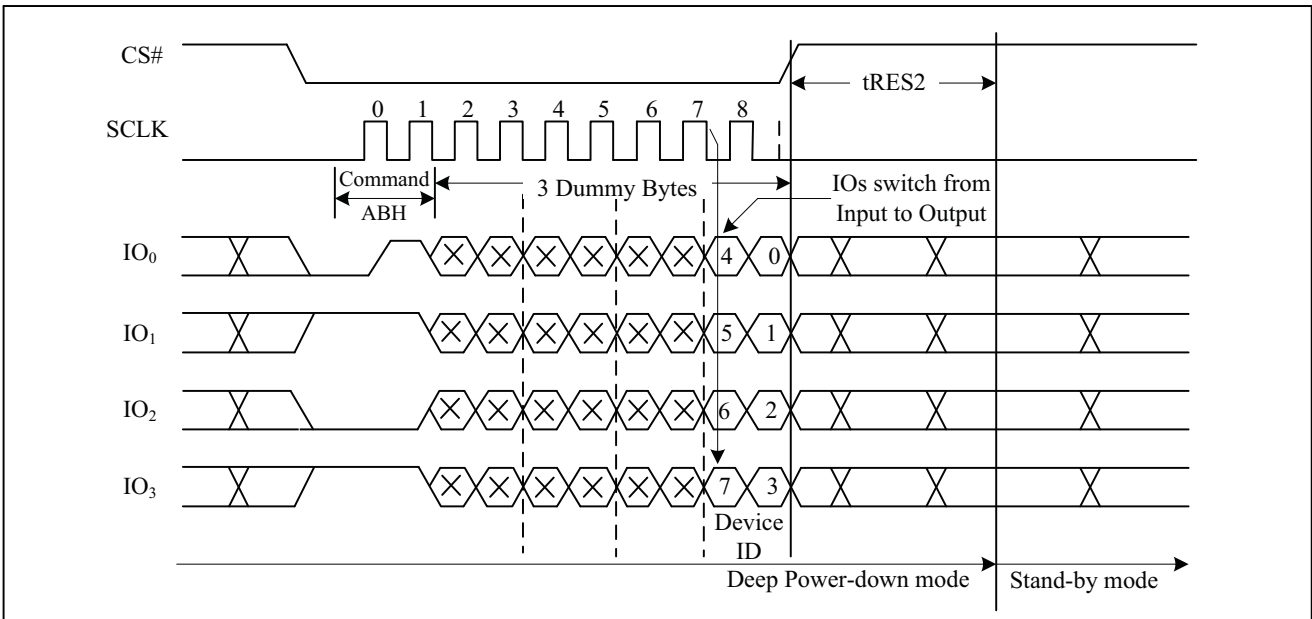 CS#
tRES2
0 1 2 3 4 5 6 7 8
SCLK
Command
ABH
3 Dummy Bytes
IOs switch from
Input to Output
IO₀
4 0
IO₁
5 1
IO₂
6 2
IO₃
7 3
Device
ID
Deep Power-down mode
Stand-by mode